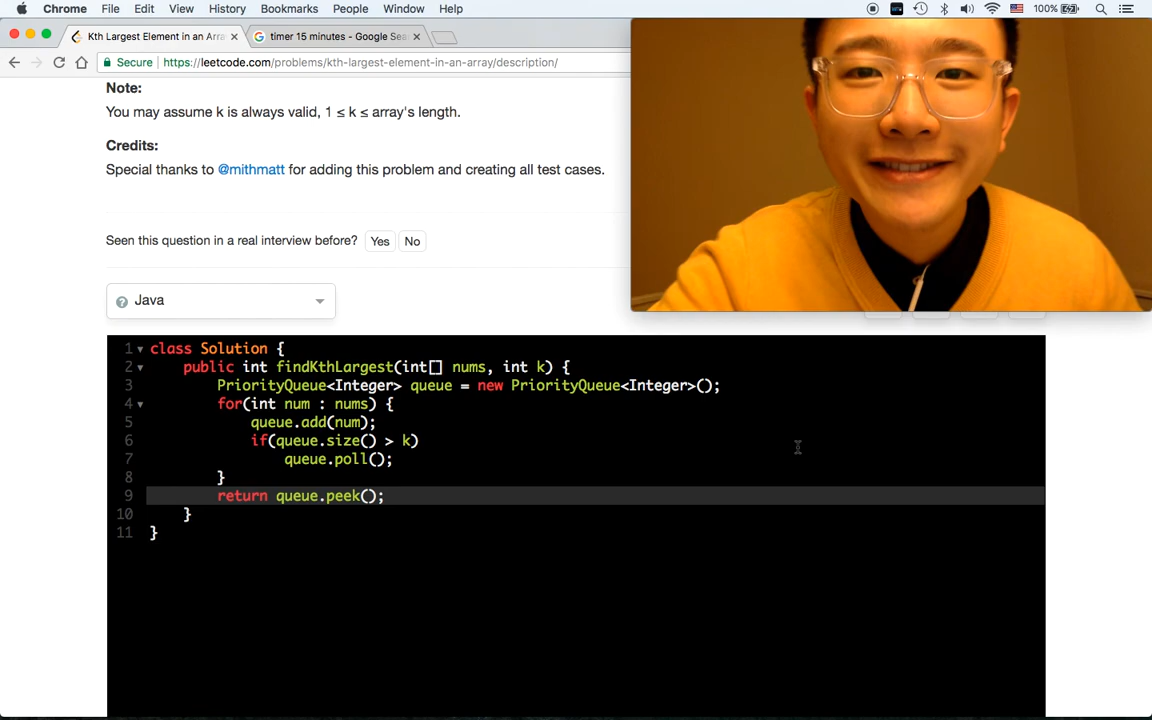 Chrome File Edit View History Bookmarks People Window Help 100%
Kth Largest Element in an Arra timer 15 minutes - Google Sea
Secure https://leetcode.com/problems/kth-largest-element-in-an-array/description/
Note:
You may assume k is always valid, 1 ≤ k ≤ array's length.
Credits:
Special thanks to @mithmatt for adding this problem and creating all test cases.
Seen this question in a real interview before? Yes No
Java
1 class Solution {
2 public int findKthLargest(int[] nums, int k) {
3 PriorityQueue<Integer> queue = new PriorityQueue<Integer>();
4 for(int num : nums) {
5 queue.add(num);
6 if(queue.size() > k)
7 queue.poll();
8 }
9 return queue.peek();
10 }
11 }